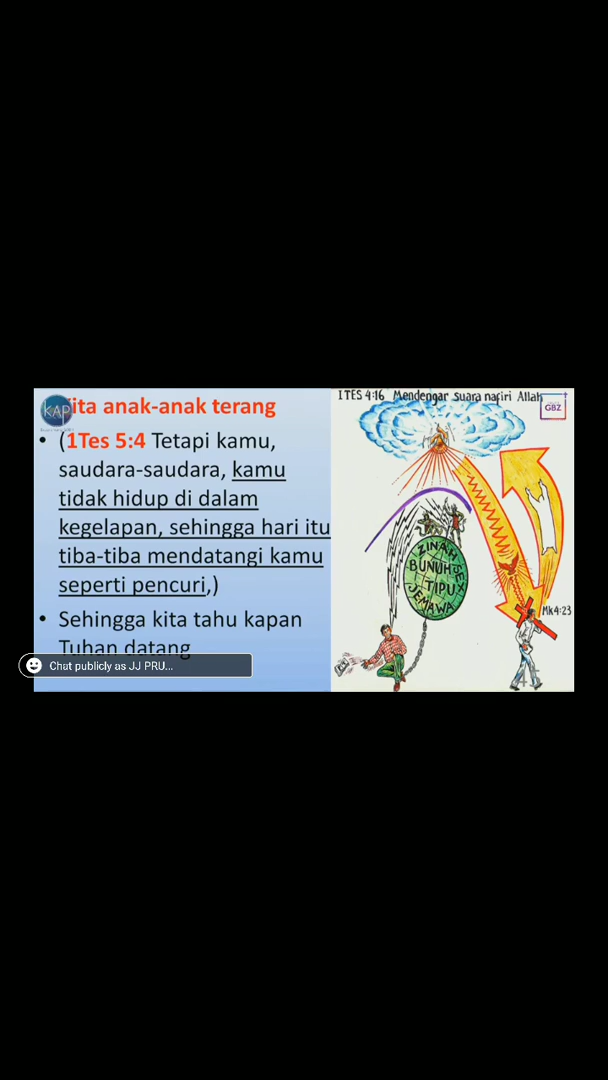 KAP
ita anak-anak terang
• (1Tes 5:4 Tetapi kamu,
saudara-saudara, kamu
tidak hidup di dalam
kegelapan, sehingga hari itu
tiba-tiba mendatangi kamu
seperti pencuri,)
• Sehingga kita tahu kapan
Tuhan datang
Chat publicly as JJ PRU...
I TES 4:16 Mendengar suara nafiri Allah
GBZ
ZINAH
SEX
BUNUH
TIPU
JEMAWA
Mk4:23